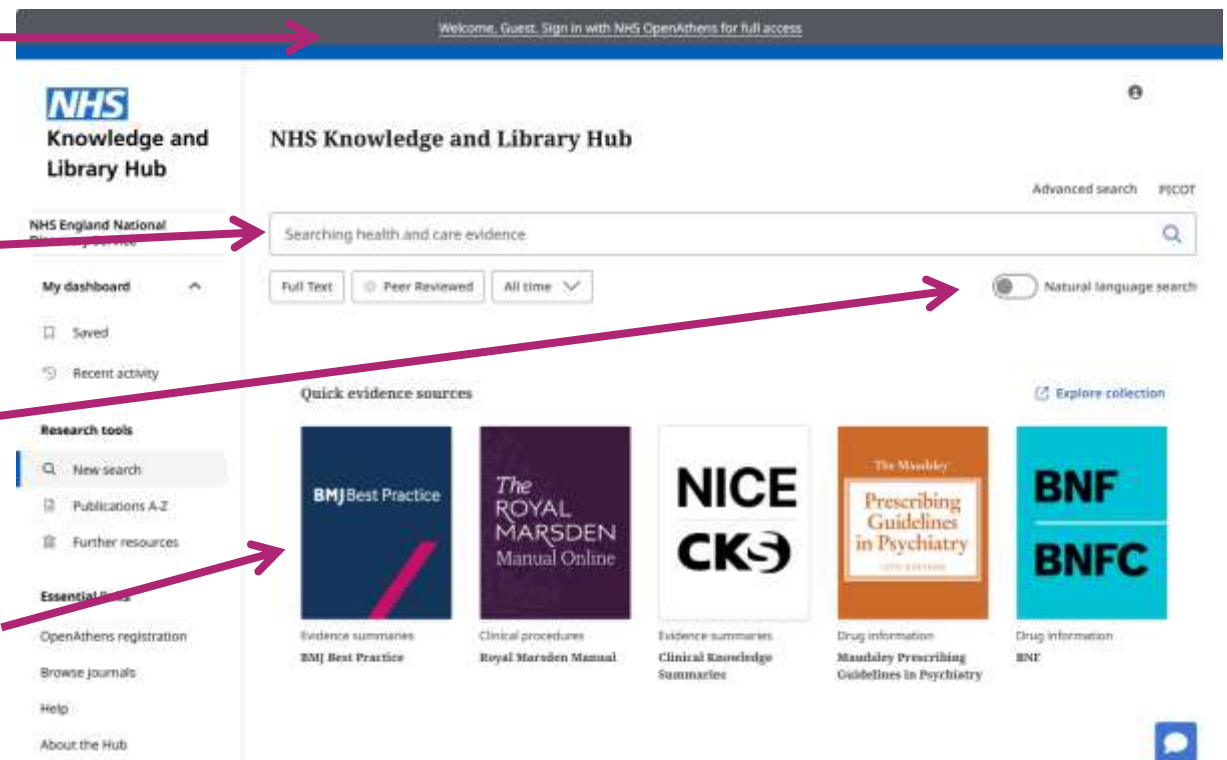 Welcome, Guest. Sign in with NHS OpenAthens for full access
NHS
Knowledge and
Library Hub
NHS England National
Service
My dashboard
Saved
Recent activity
Research tools
New search
Publications A-Z
Further resources
Essential
OpenAthens registration
Browse journals
Help
About the Hub
NHS Knowledge and Library Hub
Advanced search PICOT
Searching health and care evidence
Full Text Peer Reviewed All time Natural language search
Quick evidence sources Explore collection
BMJ Best Practice
Evidence summaries
BMJ Best Practice
The
ROYAL
MARSDEN
Manual Online
Clinical procedures
Royal Marsden Manual
NICE
CKS
Evidence summaries
Clinical Knowledge
Summaries
The Maudsley
Prescribing
Guidelines
in Psychiatry
Drug information
Maudsley Prescribing
Guidelines in Psychiatry
BNF
BNFC
Drug information
BNF